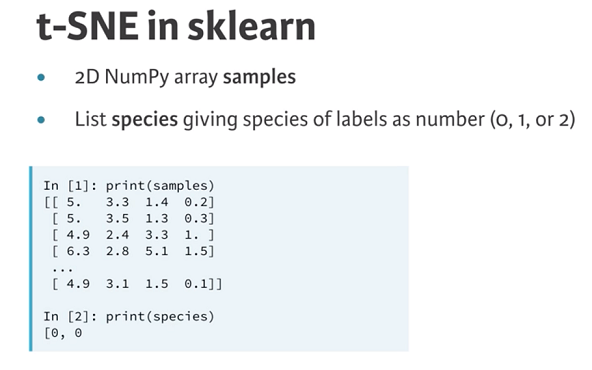 t-SNE in sklearn
• 2D NumPy array samples
• List species giving species of labels as number (0, 1, or 2)
In [1]: print(samples)
[[ 5.   3.3  1.4  0.2]
 [ 5.   3.5  1.3  0.3]
 [ 4.9  2.4  3.3  1. ]
 [ 6.3  2.8  5.1  1.5]
 ...
 [ 4.9  3.1  1.5  0.1]]
In [2]: print(species)
[0, 0